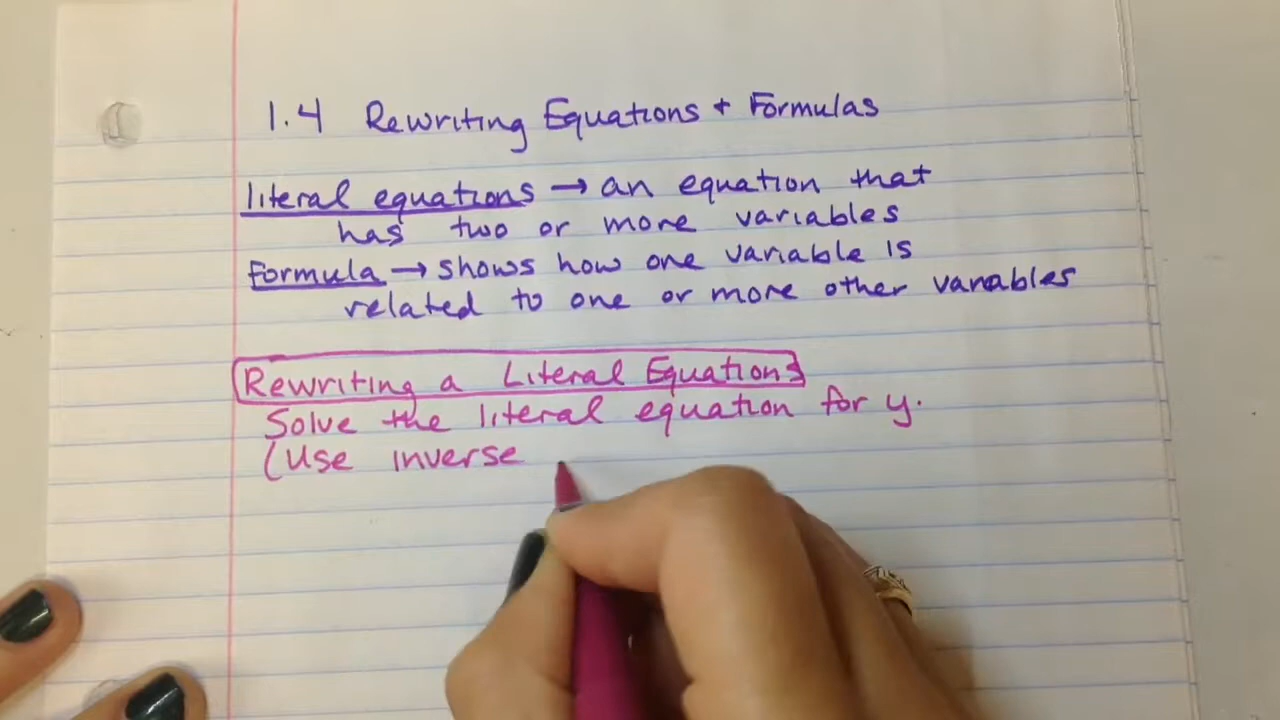 1.4 Rewriting Equations + Formulas
literal equations → an equation that
has two or more variables
Formula → shows how one variable is
related to one or more other variables
Rewriting a Literal Equations
Solve the literal equation for y.
(Use inverse